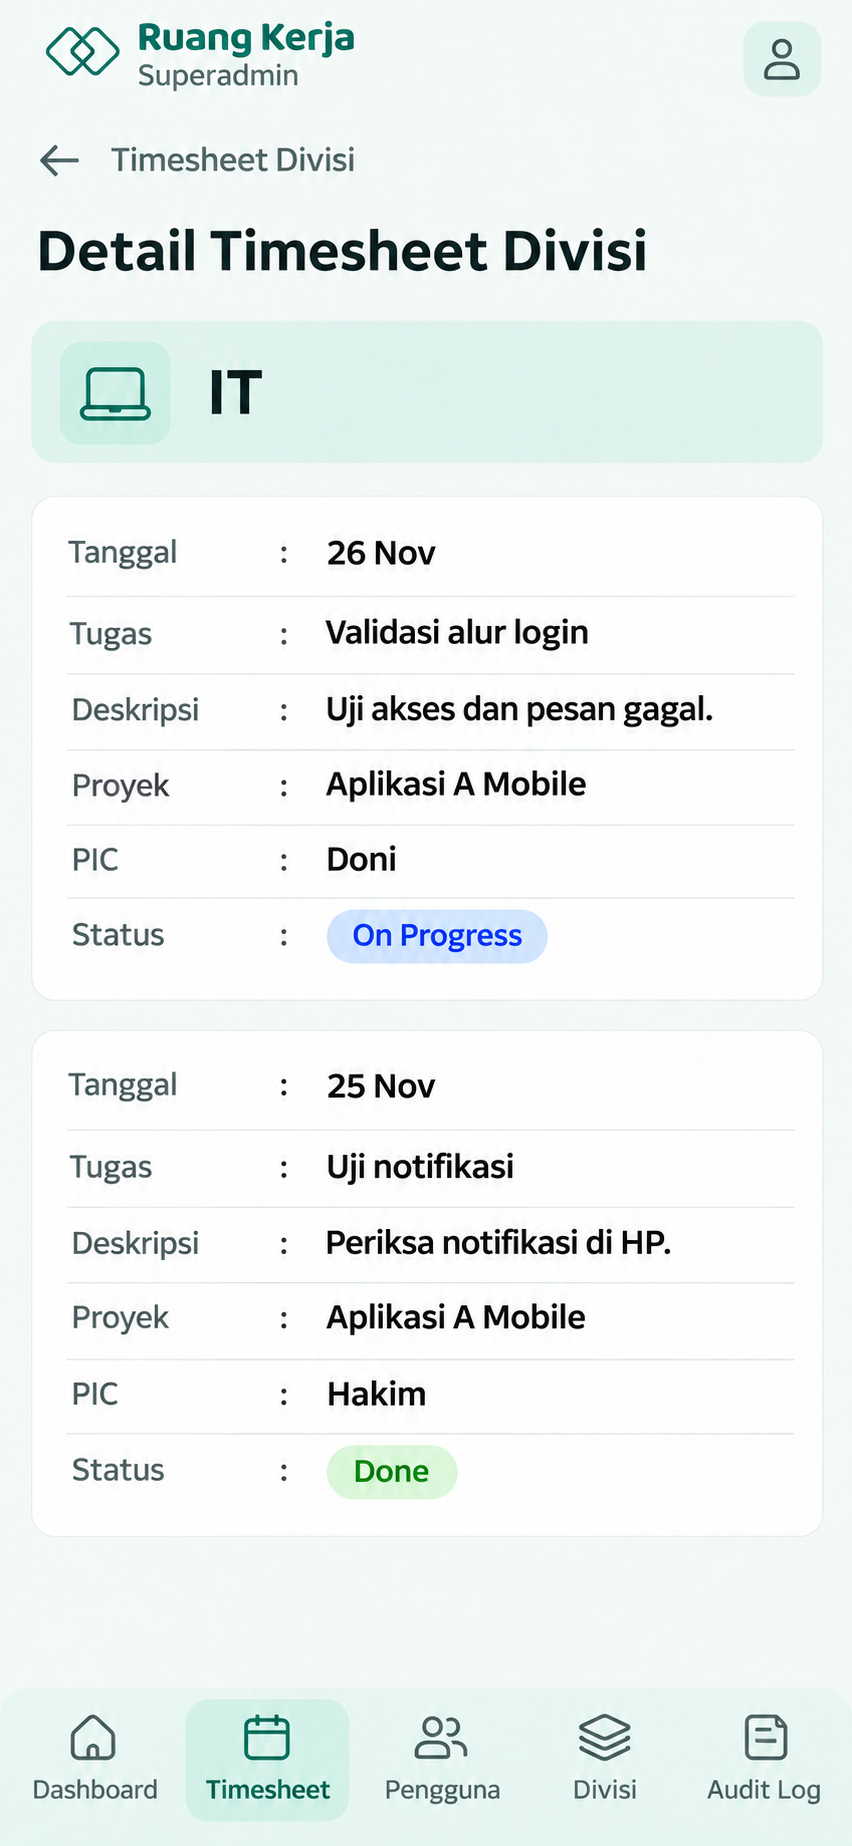 Ruang Kerja
Superadmin
Timesheet Divisi
Detail Timesheet Divisi
IT
Tanggal : 26 Nov
Tugas : Validasi alur login
Deskripsi : Uji akses dan pesan gagal.
Proyek : Aplikasi A Mobile
PIC : Doni
Status : On Progress
Tanggal : 25 Nov
Tugas : Uji notifikasi
Deskripsi : Periksa notifikasi di HP.
Proyek : Aplikasi A Mobile
PIC : Hakim
Status : Done
Dashboard Timesheet Pengguna Divisi Audit Log